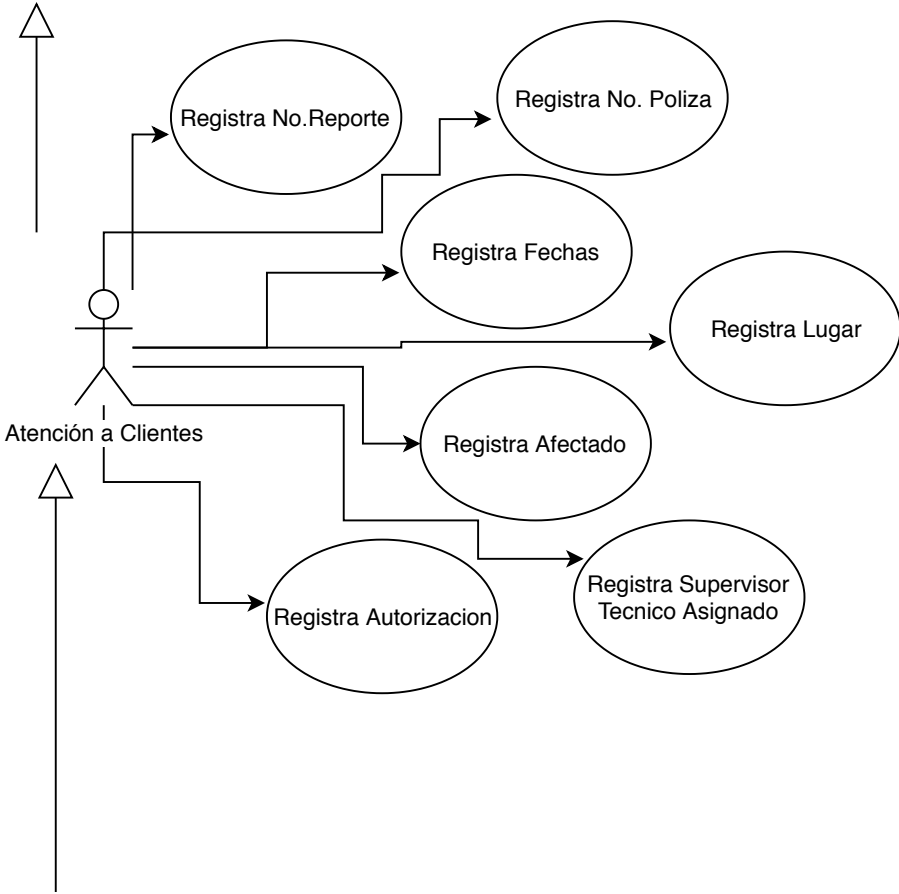 Registra No.Reporte
Registra No. Poliza
Registra Fechas
Registra Lugar
Atención a Clientes
Registra Afectado
Registra Supervisor
Tecnico Asignado
Registra Autorizacion